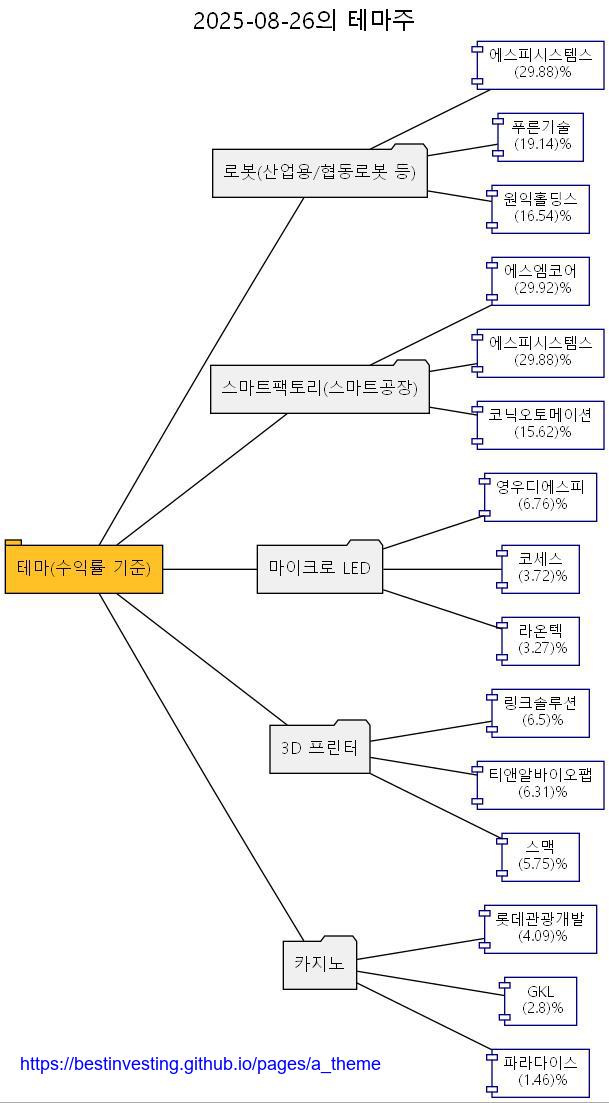 2025-08-26의 테마주
에스피시스템스
(29.88)%
푸른기술
(19.14)%
로봇(산업용/협동로봇 등)
원익홀딩스
(16.54)%
에스엠코어
(29.92)%
에스피시스템스
(29.88)%
스마트팩토리(스마트공장)
코닉오토메이션
(15.62)%
영우디에스피
(6.76)%
테마(수익률 기준)
마이크로 LED
코세스
(3.72)%
라온텍
(3.27)%
링크솔루션
(6.5)%
3D 프린터
티앤알바이오팹
(6.31)%
스맥
(5.75)%
롯데관광개발
(4.09)%
카지노
GKL
(2.8)%
파라다이스
(1.46)%
https://bestinvesting.github.io/pages/a_theme